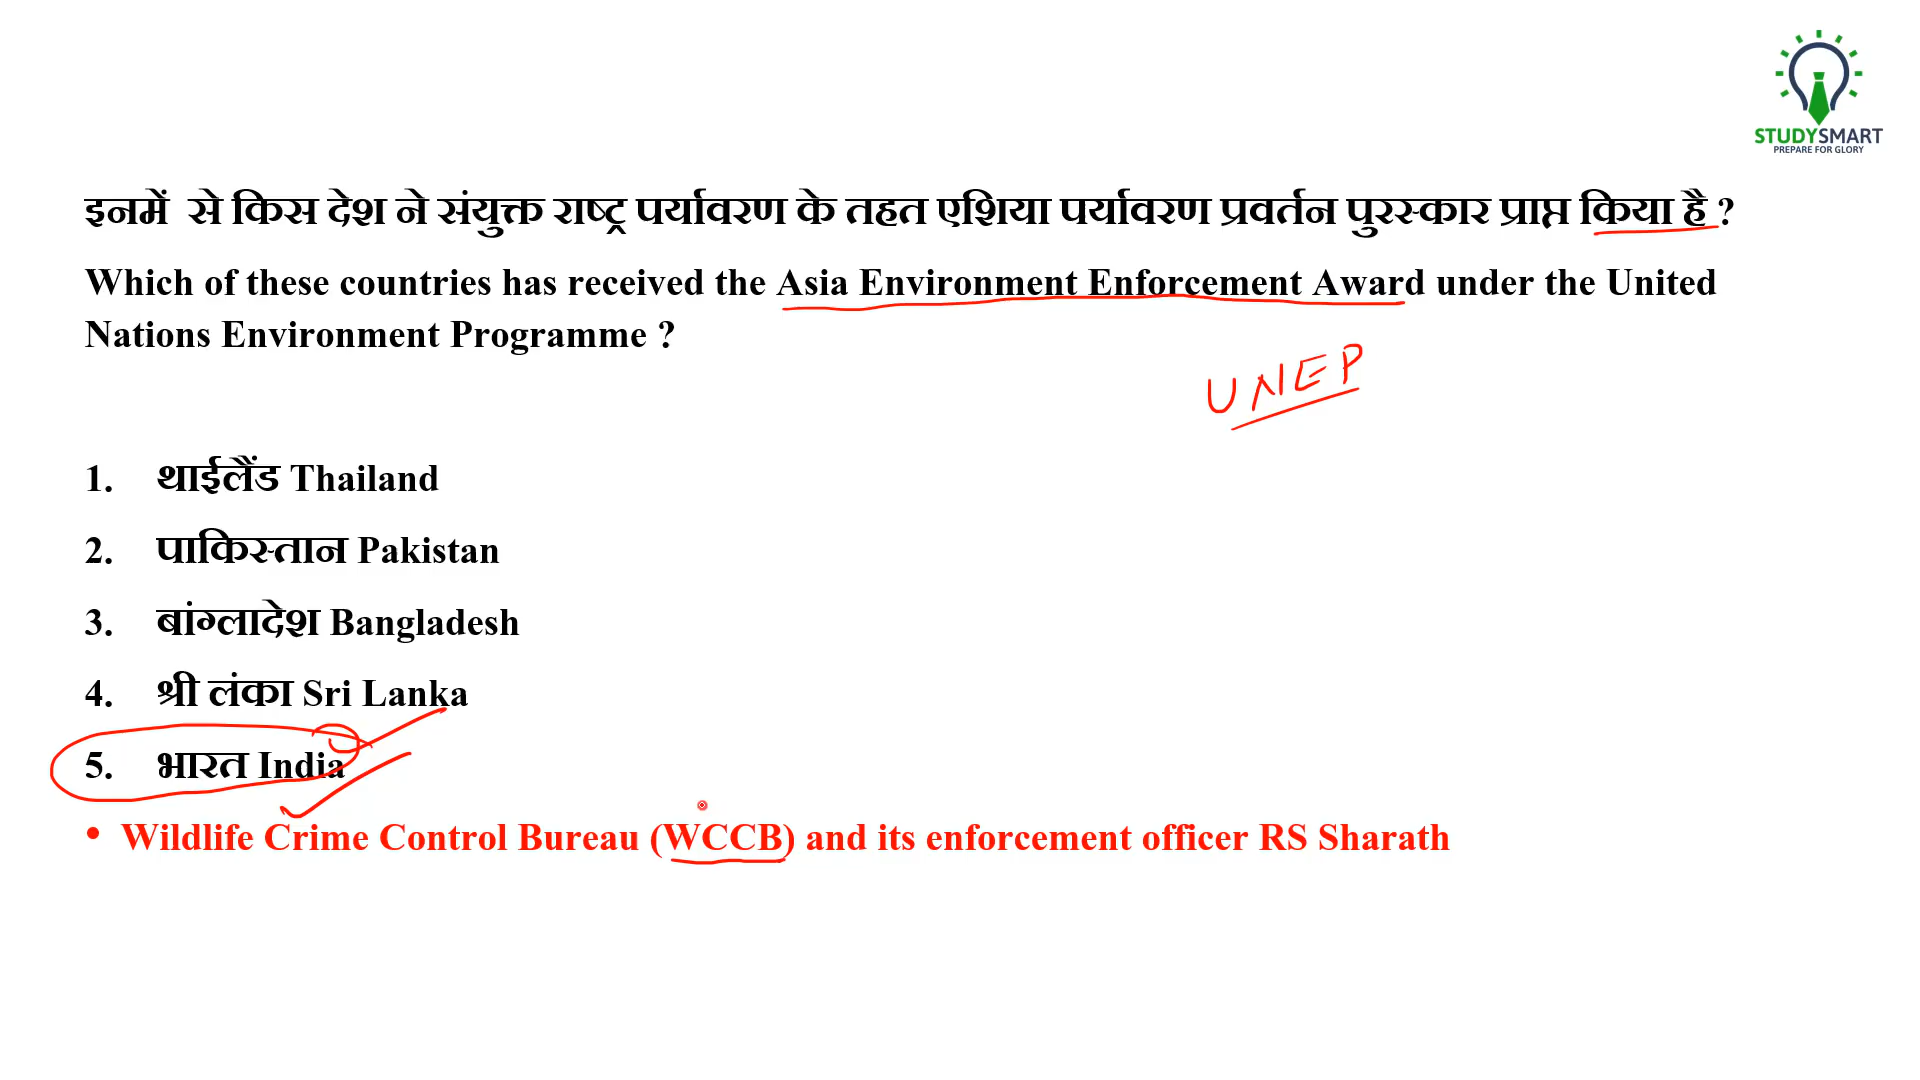 STUDYSMART
PREPARE FOR GLORY
इनमें से किस देश ने संयुक्त राष्ट्र पर्यावरण के तहत एशिया पर्यावरण प्रवर्तन पुरस्कार प्राप्त किया है ?
Which of these countries has received the Asia Environment Enforcement Award under the United
Nations Environment Programme ?
UNEP
1. थाईलैंड Thailand
2. पाकिस्तान Pakistan
3. बांग्लादेश Bangladesh
4. श्री लंका Sri Lanka
5. भारत India
• Wildlife Crime Control Bureau (WCCB) and its enforcement officer RS Sharath